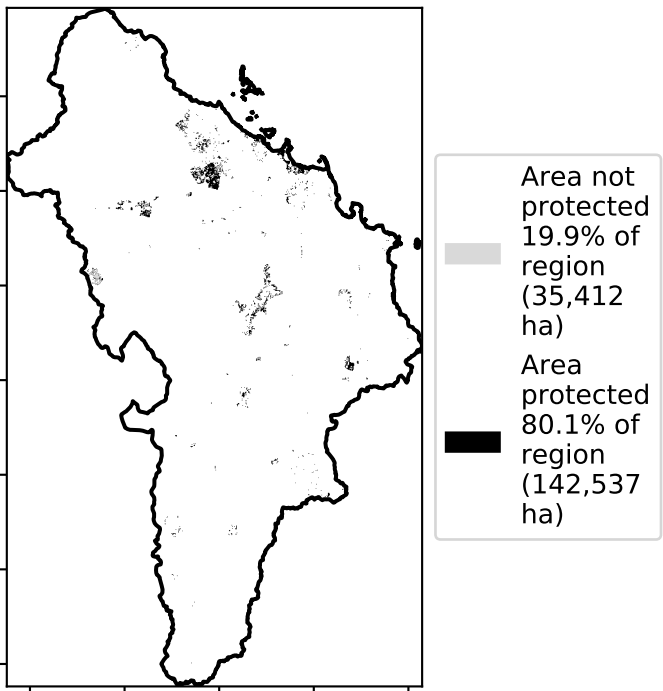 Area not
protected
19.9% of
region
(35,412
ha)
Area
protected
80.1% of
region
(142,537
ha)